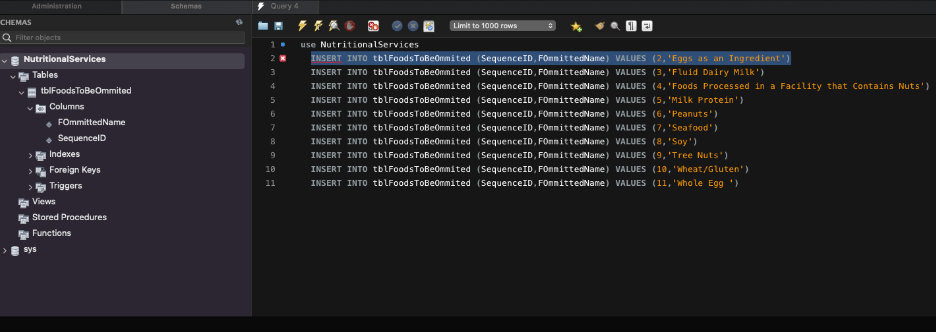 Administration
Schemas
Query 4
CHEMAS
Filter objects
Limit to 1000 rows
NutritionalServices
Tables
tblFoodsToBeOmmited
Columns
FOmmittedName
SequenceID
Indexes
Foreign Keys
Triggers
Views
Stored Procedures
Functions
sys
1 use NutritionalServices
2 INSERT INTO tblFoodsToBeOmmited (SequenceID,FOmmittedName) VALUES (2,'Eggs as an Ingredient')
3 INSERT INTO tblFoodsToBeOmmited (SequenceID,FOmmittedName) VALUES (3,'Fluid Dairy Milk')
4 INSERT INTO tblFoodsToBeOmmited (SequenceID,FOmmittedName) VALUES (4,'Foods Processed in a Facility that Contains Nuts')
5 INSERT INTO tblFoodsToBeOmmited (SequenceID,FOmmittedName) VALUES (5,'Milk Protein')
6 INSERT INTO tblFoodsToBeOmmited (SequenceID,FOmmittedName) VALUES (6,'Peanuts')
7 INSERT INTO tblFoodsToBeOmmited (SequenceID,FOmmittedName) VALUES (7,'Seafood')
8 INSERT INTO tblFoodsToBeOmmited (SequenceID,FOmmittedName) VALUES (8,'Soy')
9 INSERT INTO tblFoodsToBeOmmited (SequenceID,FOmmittedName) VALUES (9,'Tree Nuts')
10 INSERT INTO tblFoodsToBeOmmited (SequenceID,FOmmittedName) VALUES (10,'Wheat/Gluten')
11 INSERT INTO tblFoodsToBeOmmited (SequenceID,FOmmittedName) VALUES (11,'Whole Egg ')